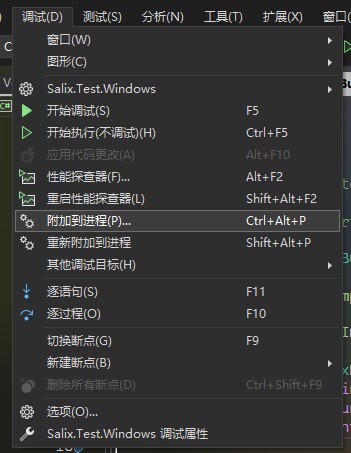 调试(D) 测试(S) 分析(N) 工具(T) 扩展(X) 窗口
窗口(W)
图形(C)
Salix.Test.Windows
开始调试(S) F5
开始执行(不调试)(H) Ctrl+F5
应用代码更改(A) Alt+F10
性能探查器(F)... Alt+F2
重启性能探查器(L) Shift+Alt+F2
附加到进程(P)... Ctrl+Alt+P
重新附加到进程 Shift+Alt+P
其他调试目标(H)
逐语句(S) F11
逐过程(O) F10
切换断点(G) F9
新建断点(B)
删除所有断点(D) Ctrl+Shift+F9
选项(O)...
Salix.Test.Windows 调试属性